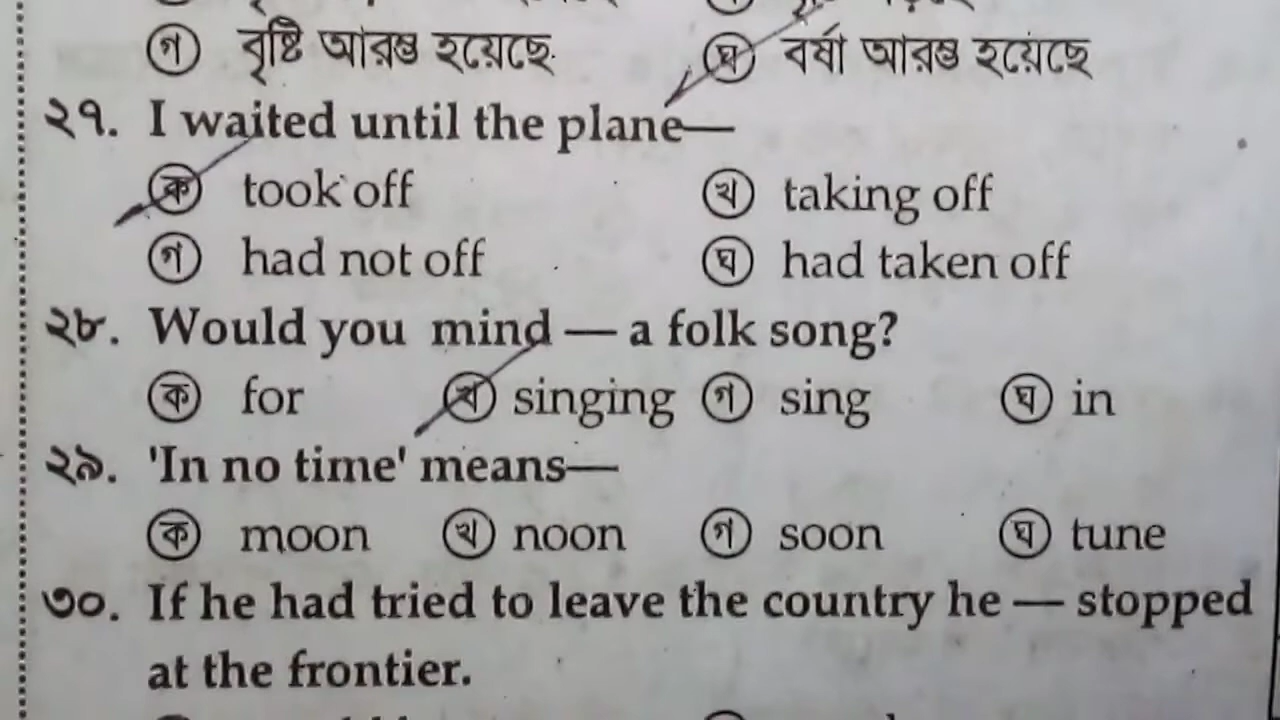 গ বৃষ্টি আরম্ভ হয়েছে ঘ বর্ষা আরম্ভ হয়েছে
২৭. I waited until the plane—
ক took off খ taking off
গ had not off ঘ had taken off
২৮. Would you mind — a folk song?
ক for খ singing গ sing ঘ in
২৯. 'In no time' means—
ক moon খ noon গ soon ঘ tune
৩০. If he had tried to leave the country he — stopped
at the frontier.